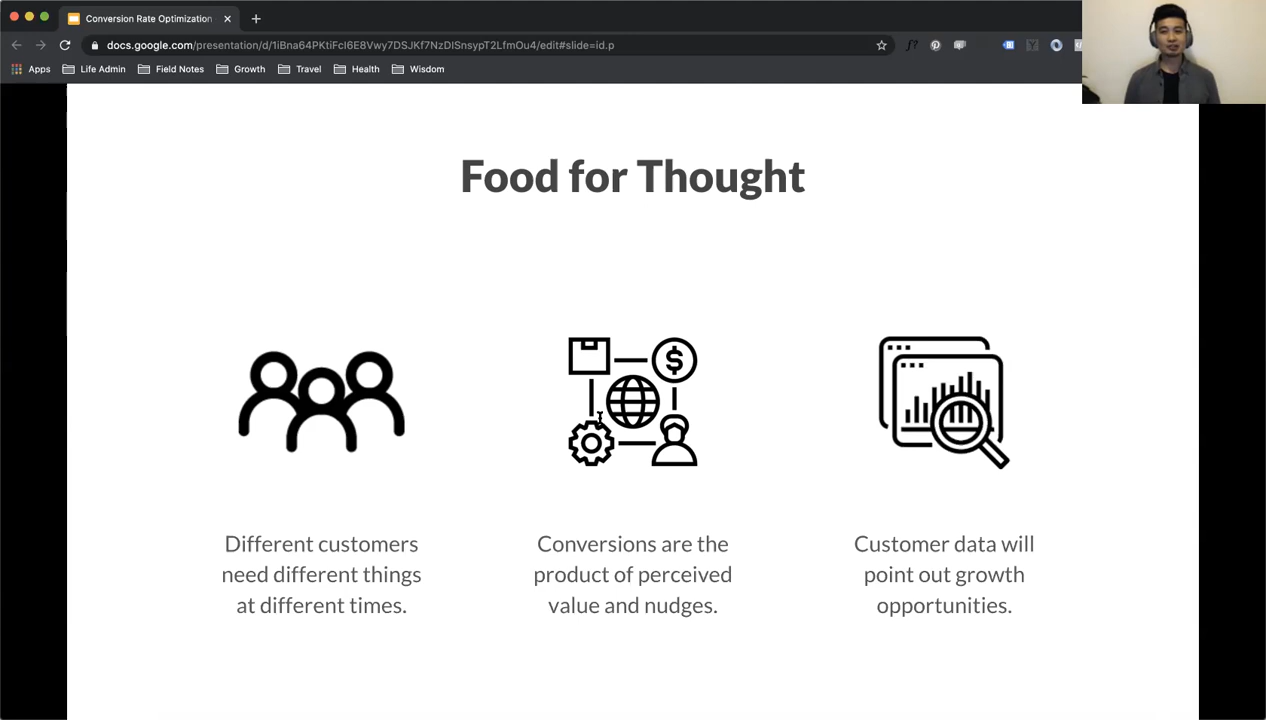 Conversion Rate Optimization
docs.google.com/presentation/d/1iBna64PKtiFcI6E8Vwy7DSJKf7NzDISnsypT2LfmOu4/edit#slide=id.p
Apps Life Admin Field Notes Growth Travel Health Wisdom
Food for Thought
$
Different customers
need different things
at different times.
Conversions are the
product of perceived
value and nudges.
Customer data will
point out growth
opportunities.